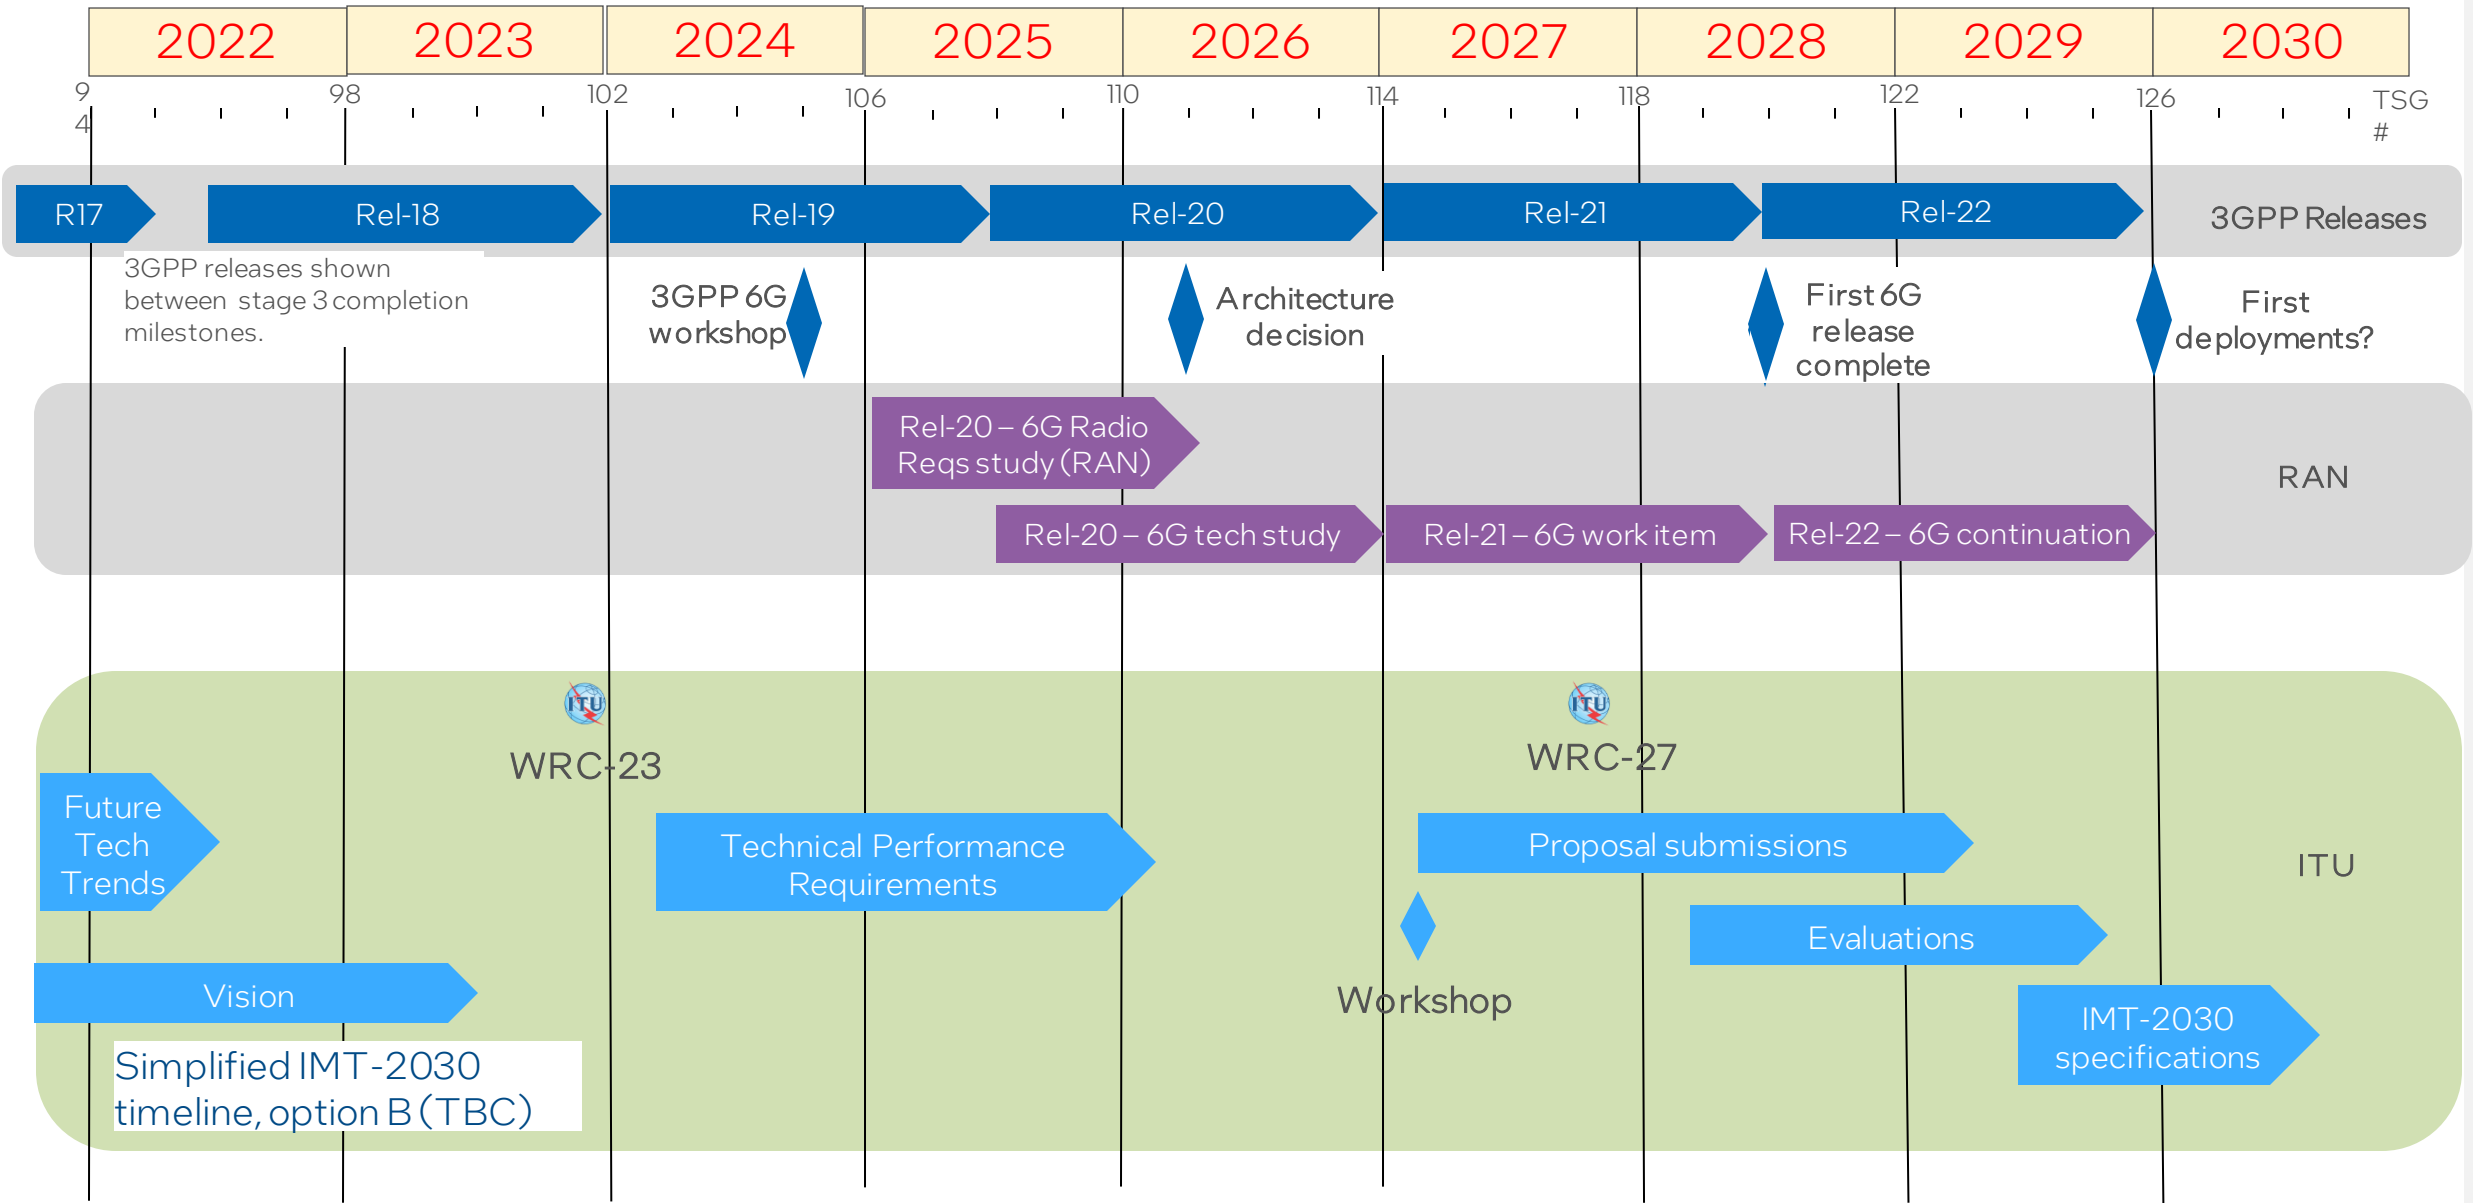 2022 2023 2024 2025 2026 2027 2028 2029 2030
94 98 102 106 110 114 118 122 126 TSG #
R17 Rel-18 Rel-19 Rel-20 Rel-21 Rel-22 3GPP Releases
3GPP releases shown
between stage 3 completion
milestones.
3GPP 6G
workshop
Architecture
decision
First 6G
release
complete
First
deployments?
Rel-20 – 6G Radio
Reqs study (RAN)
RAN
Rel-20 – 6G tech study
Rel-21 – 6G work item
Rel-22 – 6G continuation
ITU
WRC-23
ITU
WRC-27
Future
Tech
Trends
Technical Performance
Requirements
Proposal submissions
ITU
Evaluations
Workshop
Vision
IMT-2030
specifications
Simplified IMT-2030
timeline, option B (TBC)